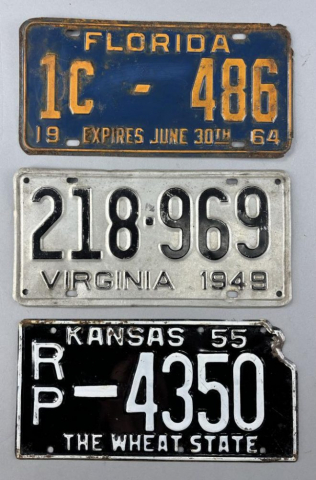 FLORIDA
1C - 486
19 EXPIRES JUNE 30TH 64
218-969
VIRGINIA 1949
KANSAS 55
RP-4350
THE WHEAT STATE